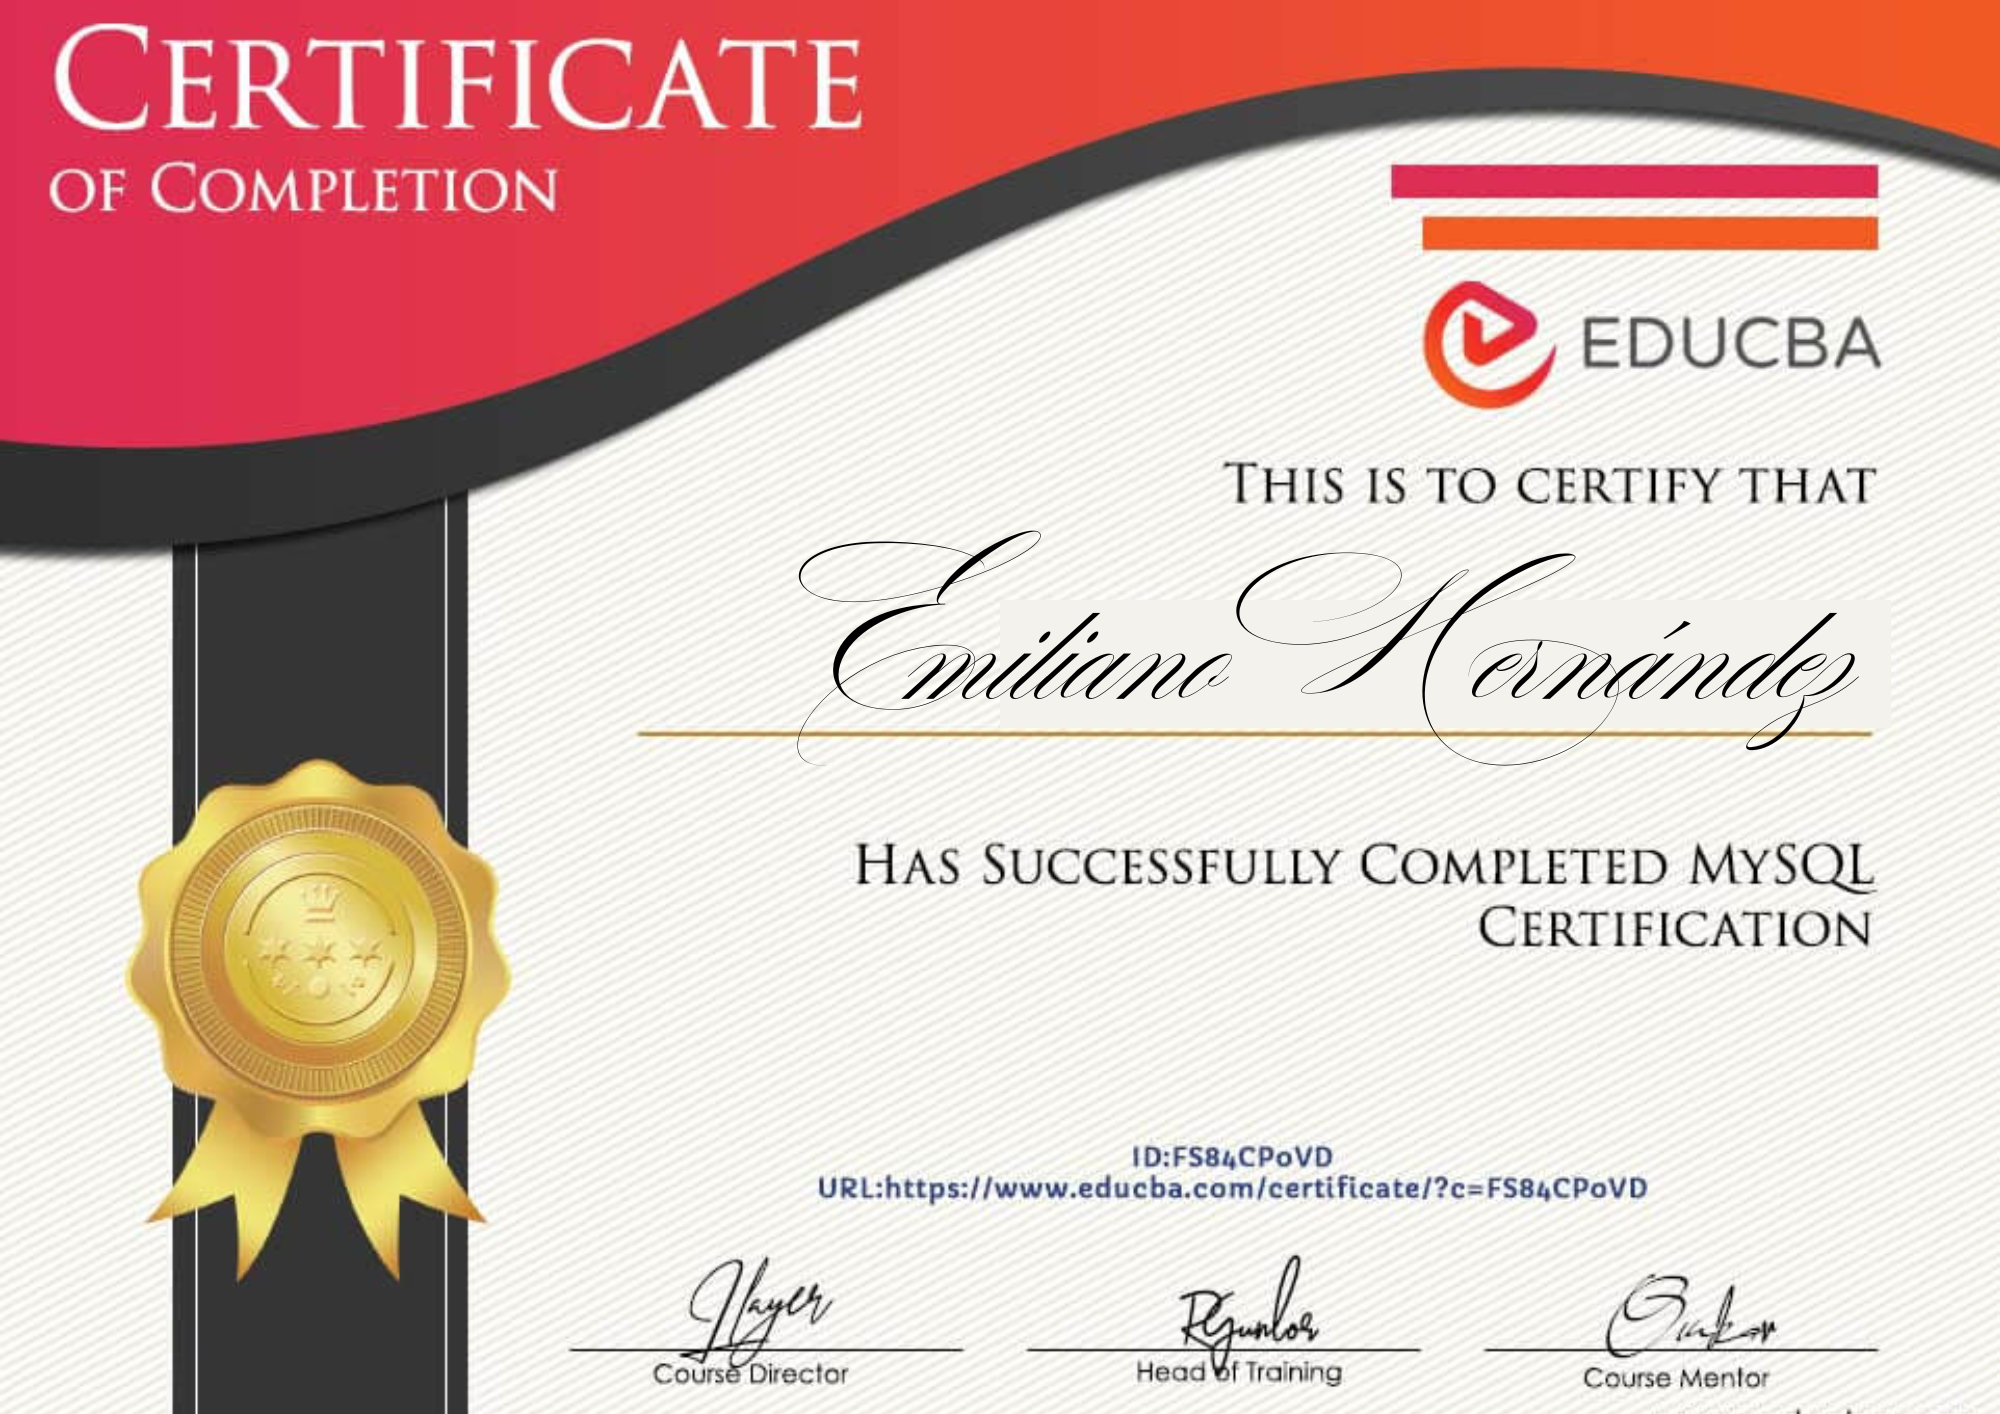 CERTIFICATE
OF COMPLETION
EDUCBA
THIS IS TO CERTIFY THAT
Emiliano Hernández
HAS SUCCESSFULLY COMPLETED MYSQL
CERTIFICATION
ID:FS84CPoVD
URL:https://www.educba.com/certificate/?c=FS84CPoVD
Course Director
Head of Training
Course Mentor